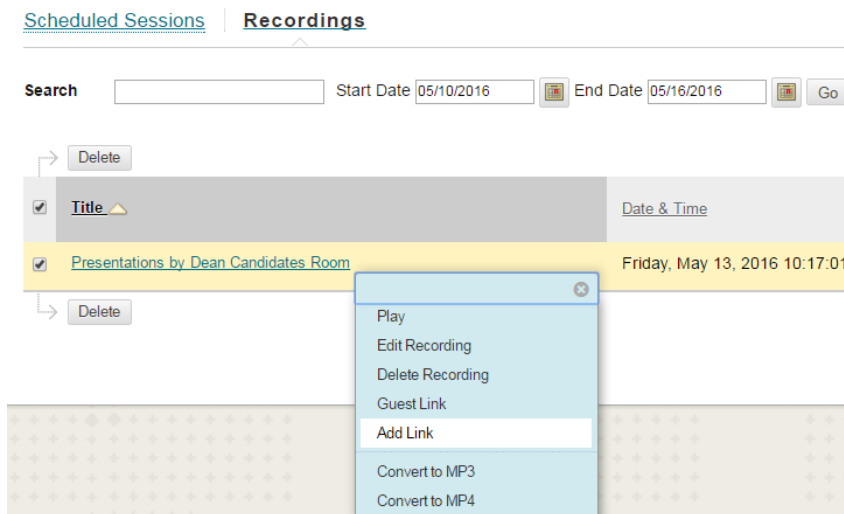 Scheduled Sessions Recordings
Search Start Date 05/10/2016 End Date 05/16/2016 Go
Delete
Title Date & Time
Presentations by Dean Candidates Room Friday, May 13, 2016 10:17:01
Delete
Play
Edit Recording
Delete Recording
Guest Link
Add Link
Convert to MP3
Convert to MP4